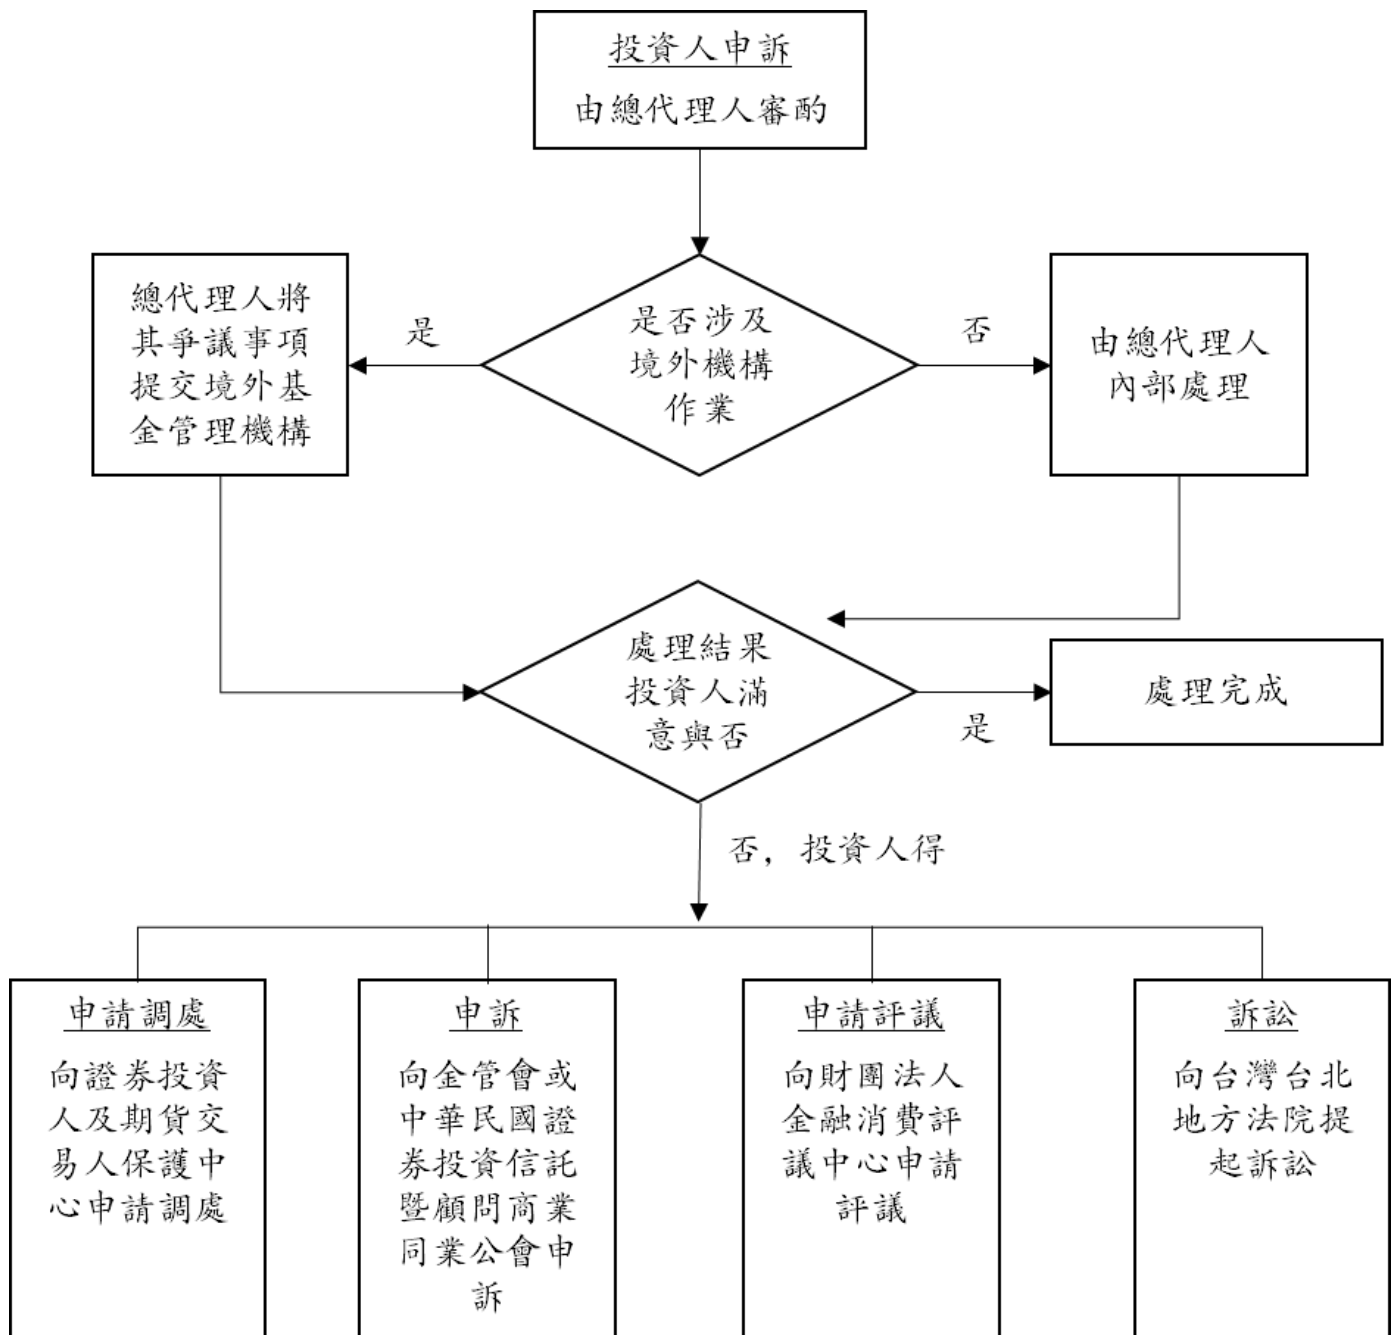 投資人申訴
由總代理人審酌
總代理人將
其爭議事項
提交境外基
金管理機構
是
是否涉及
境外機構
作業
否
由總代理人
內部處理
處理結果
投資人滿
意與否
是
處理完成
否，投資人得
申請調處
向證券投資
人及期貨交
易人保護中
心申請調處
申訴
向金管會或
中華民國證
券投資信託
暨顧問商業
同業公會申
訴
申請評議
向財團法人
金融消費評
議中心申請
評議
訴訟
向台灣台北
地方法院提
起訴訟